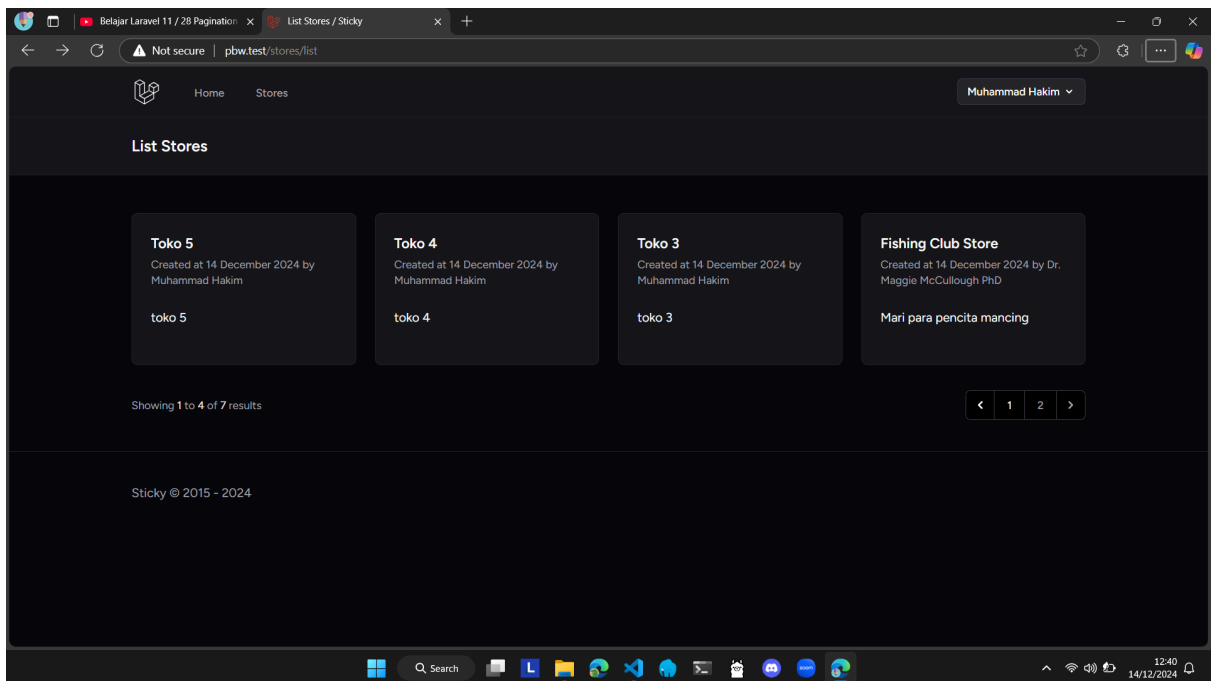 Belajar Laravel 11 / 28 Pagination
List Stores / Sticky
Not secure
pbw.test/stores/list
Home
Stores
Muhammad Hakim
List Stores
Toko 5
Created at 14 December 2024 by
Muhammad Hakim
toko 5
Toko 4
Created at 14 December 2024 by
Muhammad Hakim
toko 4
Toko 3
Created at 14 December 2024 by
Muhammad Hakim
toko 3
Fishing Club Store
Created at 14 December 2024 by Dr.
Maggie McCullough PhD
Mari para pencita mancing
Showing 1 to 4 of 7 results
1
2
Sticky © 2015 - 2024
Search
L
zoom
12:40
14/12/2024